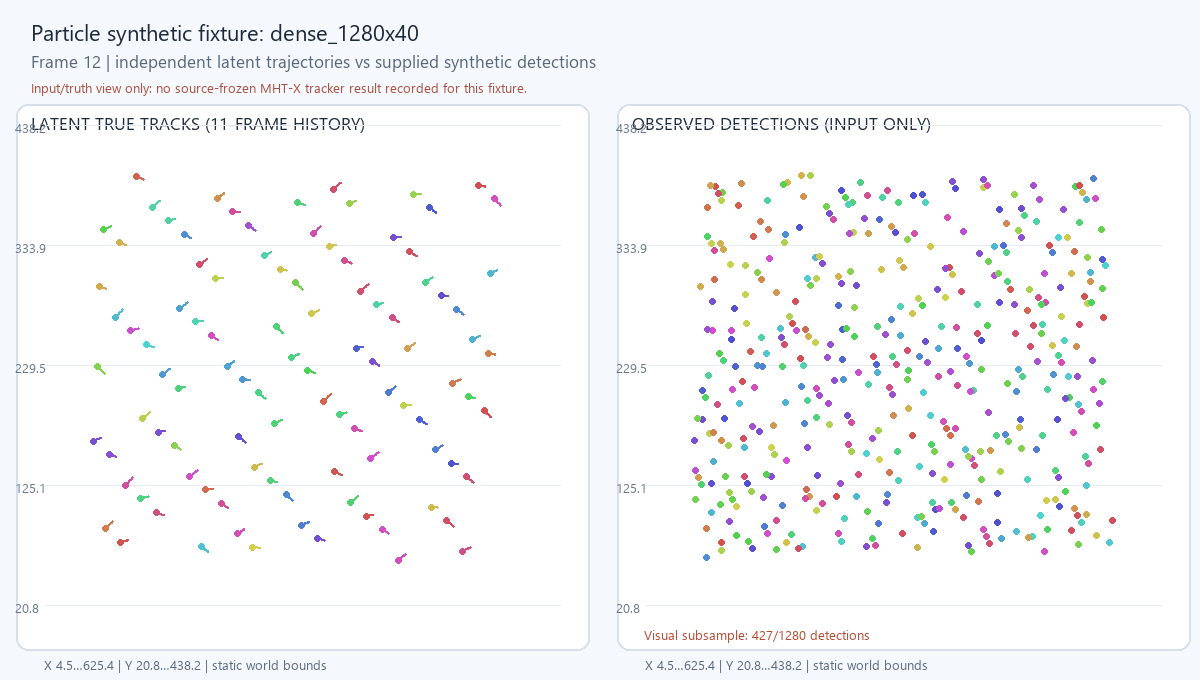 Particle synthetic fixture: dense_1280x40
Frame 12 | independent latent trajectories vs supplied synthetic detections
Input/truth view only: no source-frozen MHT-X tracker result recorded for this fixture.
LATENT TRUE TRACKS (11-FRAME HISTORY)
438.2
333.9
229.5
125.1
20.8
X 4.5...625.4 | Y 20.8...438.2 | static world bounds
OBSERVED DETECTIONS (INPUT ONLY)
438.2
333.9
229.5
125.1
20.8
Visual subsample: 427/1280 detections
X 4.5...625.4 | Y 20.8...438.2 | static world bounds